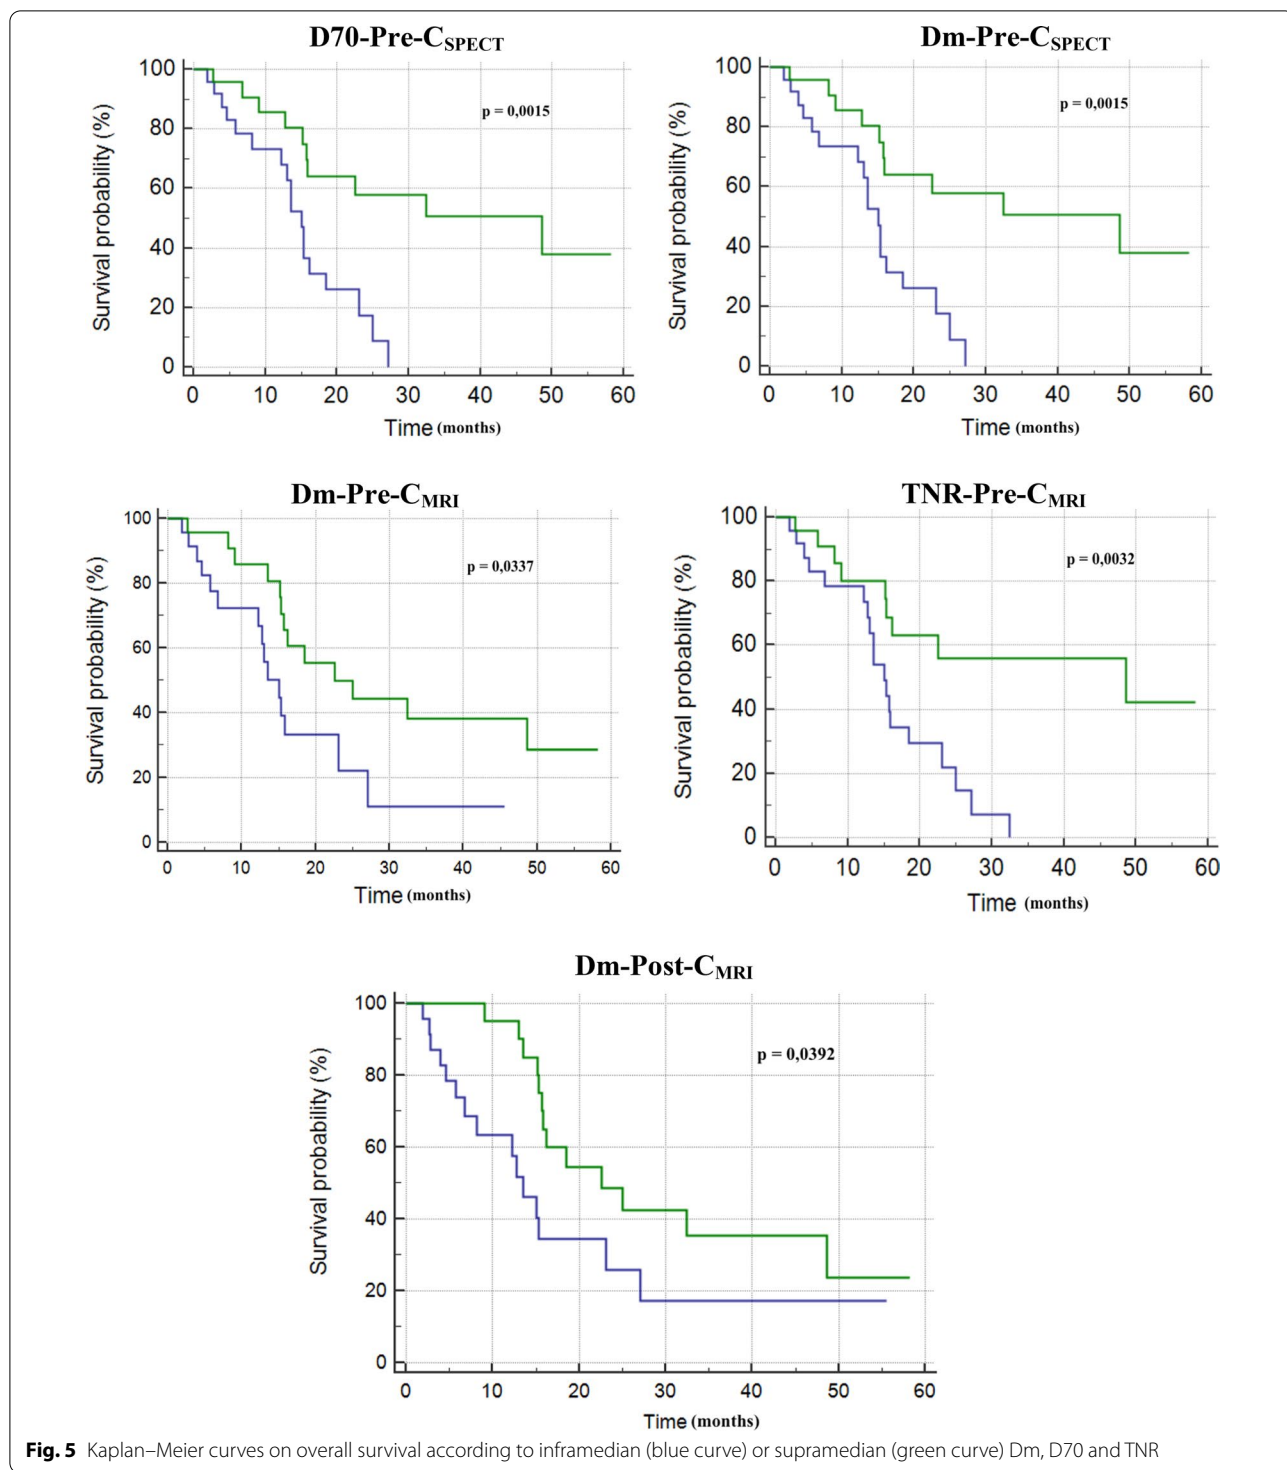 D70-Pre-CSPECT
Survival probability (%)
100
80
60
40
20
0
p = 0,0015
0 10 20 30 40 50 60
Time (months)
Dm-Pre-CSPECT
Survival probability (%)
100
80
60
40
20
0
p = 0,0015
0 10 20 30 40 50 60
Time (months)
Dm-Pre-CMRI
Survival probability (%)
100
80
60
40
20
0
p = 0,0337
0 10 20 30 40 50 60
Time (months)
TNR-Pre-CMRI
Survival probability (%)
100
80
60
40
20
0
p = 0,0032
0 10 20 30 40 50 60
Time (months)
Dm-Post-CMRI
Survival probability (%)
100
80
60
40
20
0
p = 0,0392
0 10 20 30 40 50 60
Time (months)
Fig. 5 Kaplan–Meier curves on overall survival according to inframedian (blue curve) or supramedian (green curve) Dm, D70 and TNR